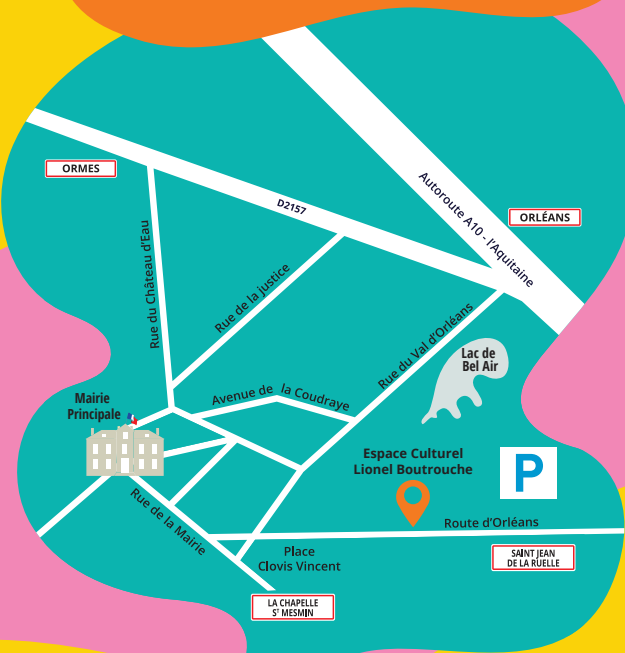 ORMES
D2157
Autoroute A10 - l'Aquitaine
ORLÉANS
Rue du Château d'Eau
Rue de la justice
Rue du Val d'Orléans
Lac de
Bel Air
Avenue de la Coudraye
Mairie
Principale
Espace Culturel
Lionel Boutrouche
P
Rue de la Mairie
Route d'Orléans
Place
Clovis Vincent
SAINT JEAN
DE LA RUELLE
LA CHAPELLE
ST MESMIN